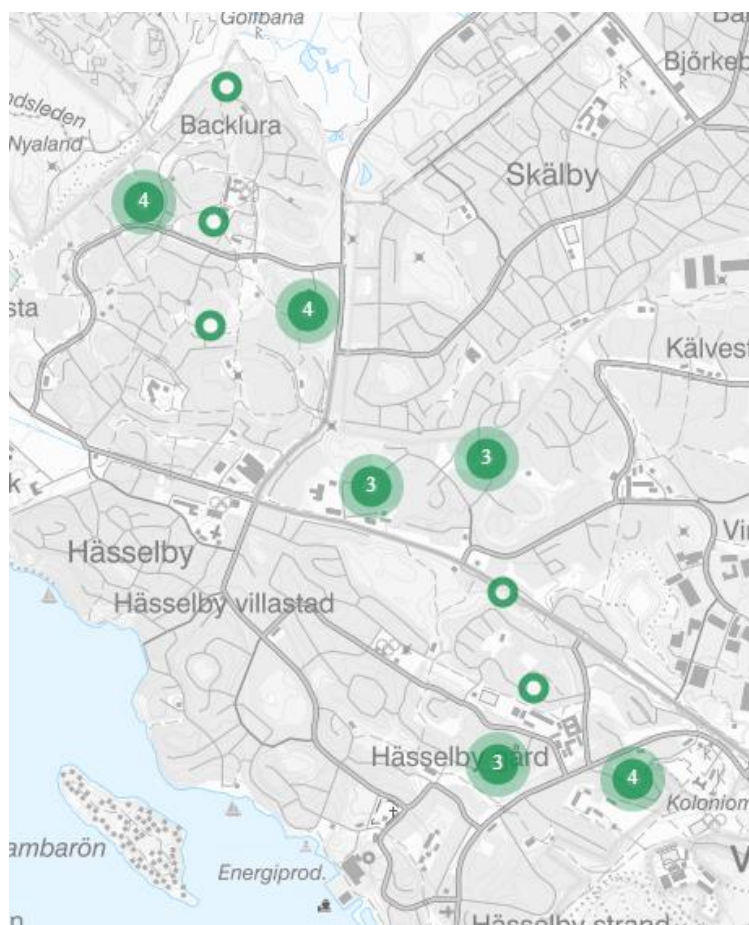 Golfbana
Björkeb
ndsleden
Backlura
Nyaland
Skälby
4
sta
4
Kälvest
3
3
k
Hässelby
Hässelby villastad
Hässelby gård
3
4
Koloniom
ambarön
Energiprod.
V
n
Hässelby strand